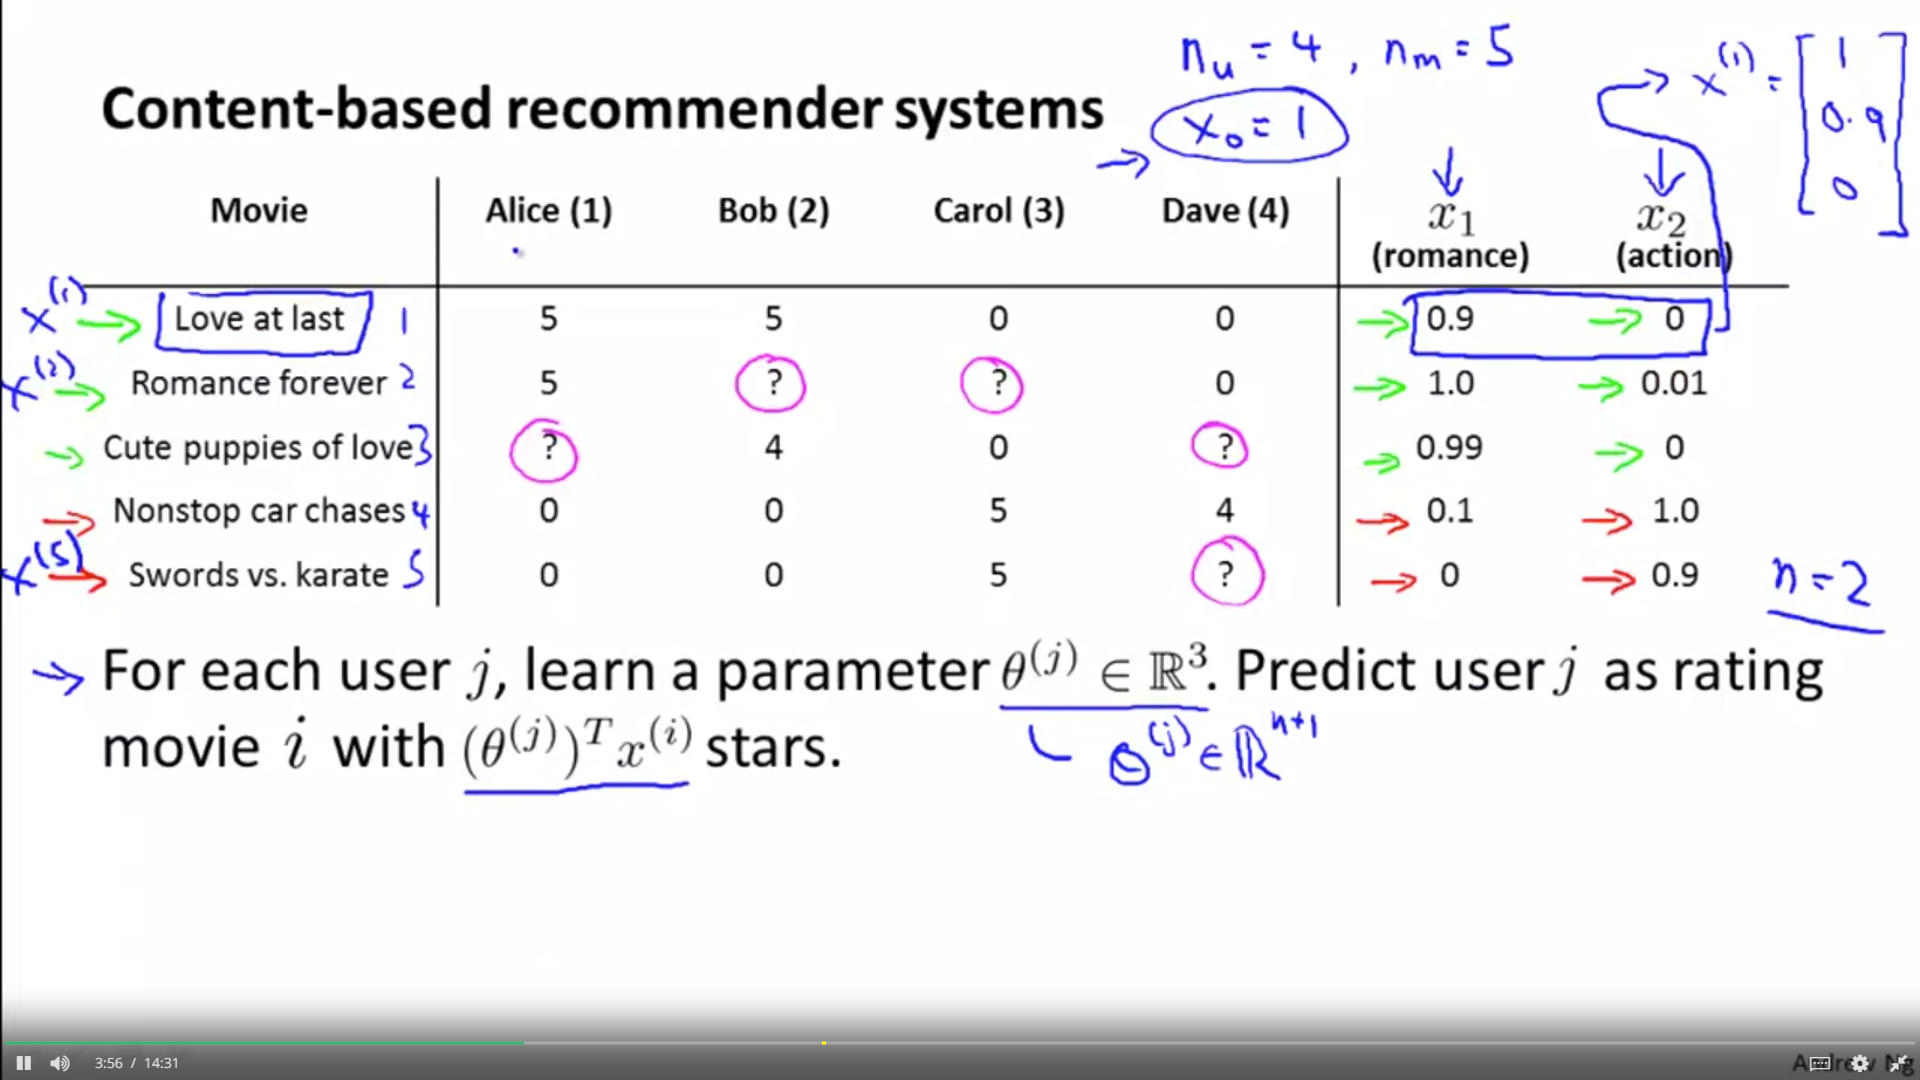 n_u = 4 , n_m = 5
x^(1) = [ 1 0.9 0 ]
Content-based recommender systems
x_0 = 1
Movie Alice (1) Bob (2) Carol (3) Dave (4) x_1 (romance) x_2 (action)
x^(1) → Love at last 1 5 5 0 0 → 0.9 → 0
x^(2) → Romance forever 2 5 ? ? 0 → 1.0 → 0.01
→ Cute puppies of love 3 ? 4 0 ? → 0.99 → 0
→ Nonstop car chases 4 0 0 5 4 → 0.1 → 1.0
x^(5) → Swords vs. karate 5 0 0 5 ? → 0 → 0.9
n = 2
→ For each user j, learn a parameter θ^(j) ∈ ℝ^3. Predict user j as rating
movie i with (θ^(j))^T x^(i) stars.
θ^(j) ∈ ℝ^n+1
3:56 / 14:31
Andrew Ng